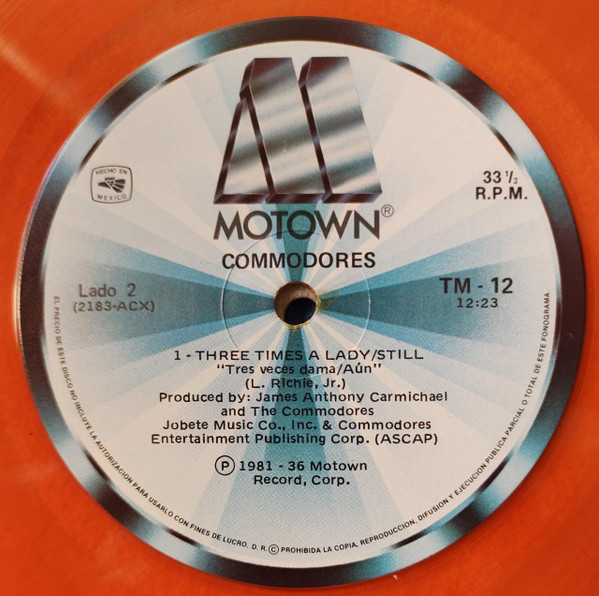 HECHO EN
MEXICO
33 1/3
R.P.M.
MOTOWN®
COMMODORES
Lado 2
(2183-ACX)
TM - 12
12:23
1 - THREE TIMES A LADY/STILL
"Tres veces dama/Aún"
(L. Richie, Jr.)
Produced by: James Anthony Carmichael
and The Commodores
Jobete Music Co., Inc. & Commodores
Entertainment Publishing Corp. (ASCAP)
Ⓟ 1981 - 36 Motown
Record, Corp.
EL PRECIO DE ESTE DISCO NO INCLUYE LA AUTORIZACION PARA USARLO CON FINES DE LUCRO. D. R. © PROHIBIDA LA COPIA, REPRODUCCION, DIFUSION Y EJECUCION PUBLICA PARCIAL O TOTAL DE ESTE FONOGRAMA